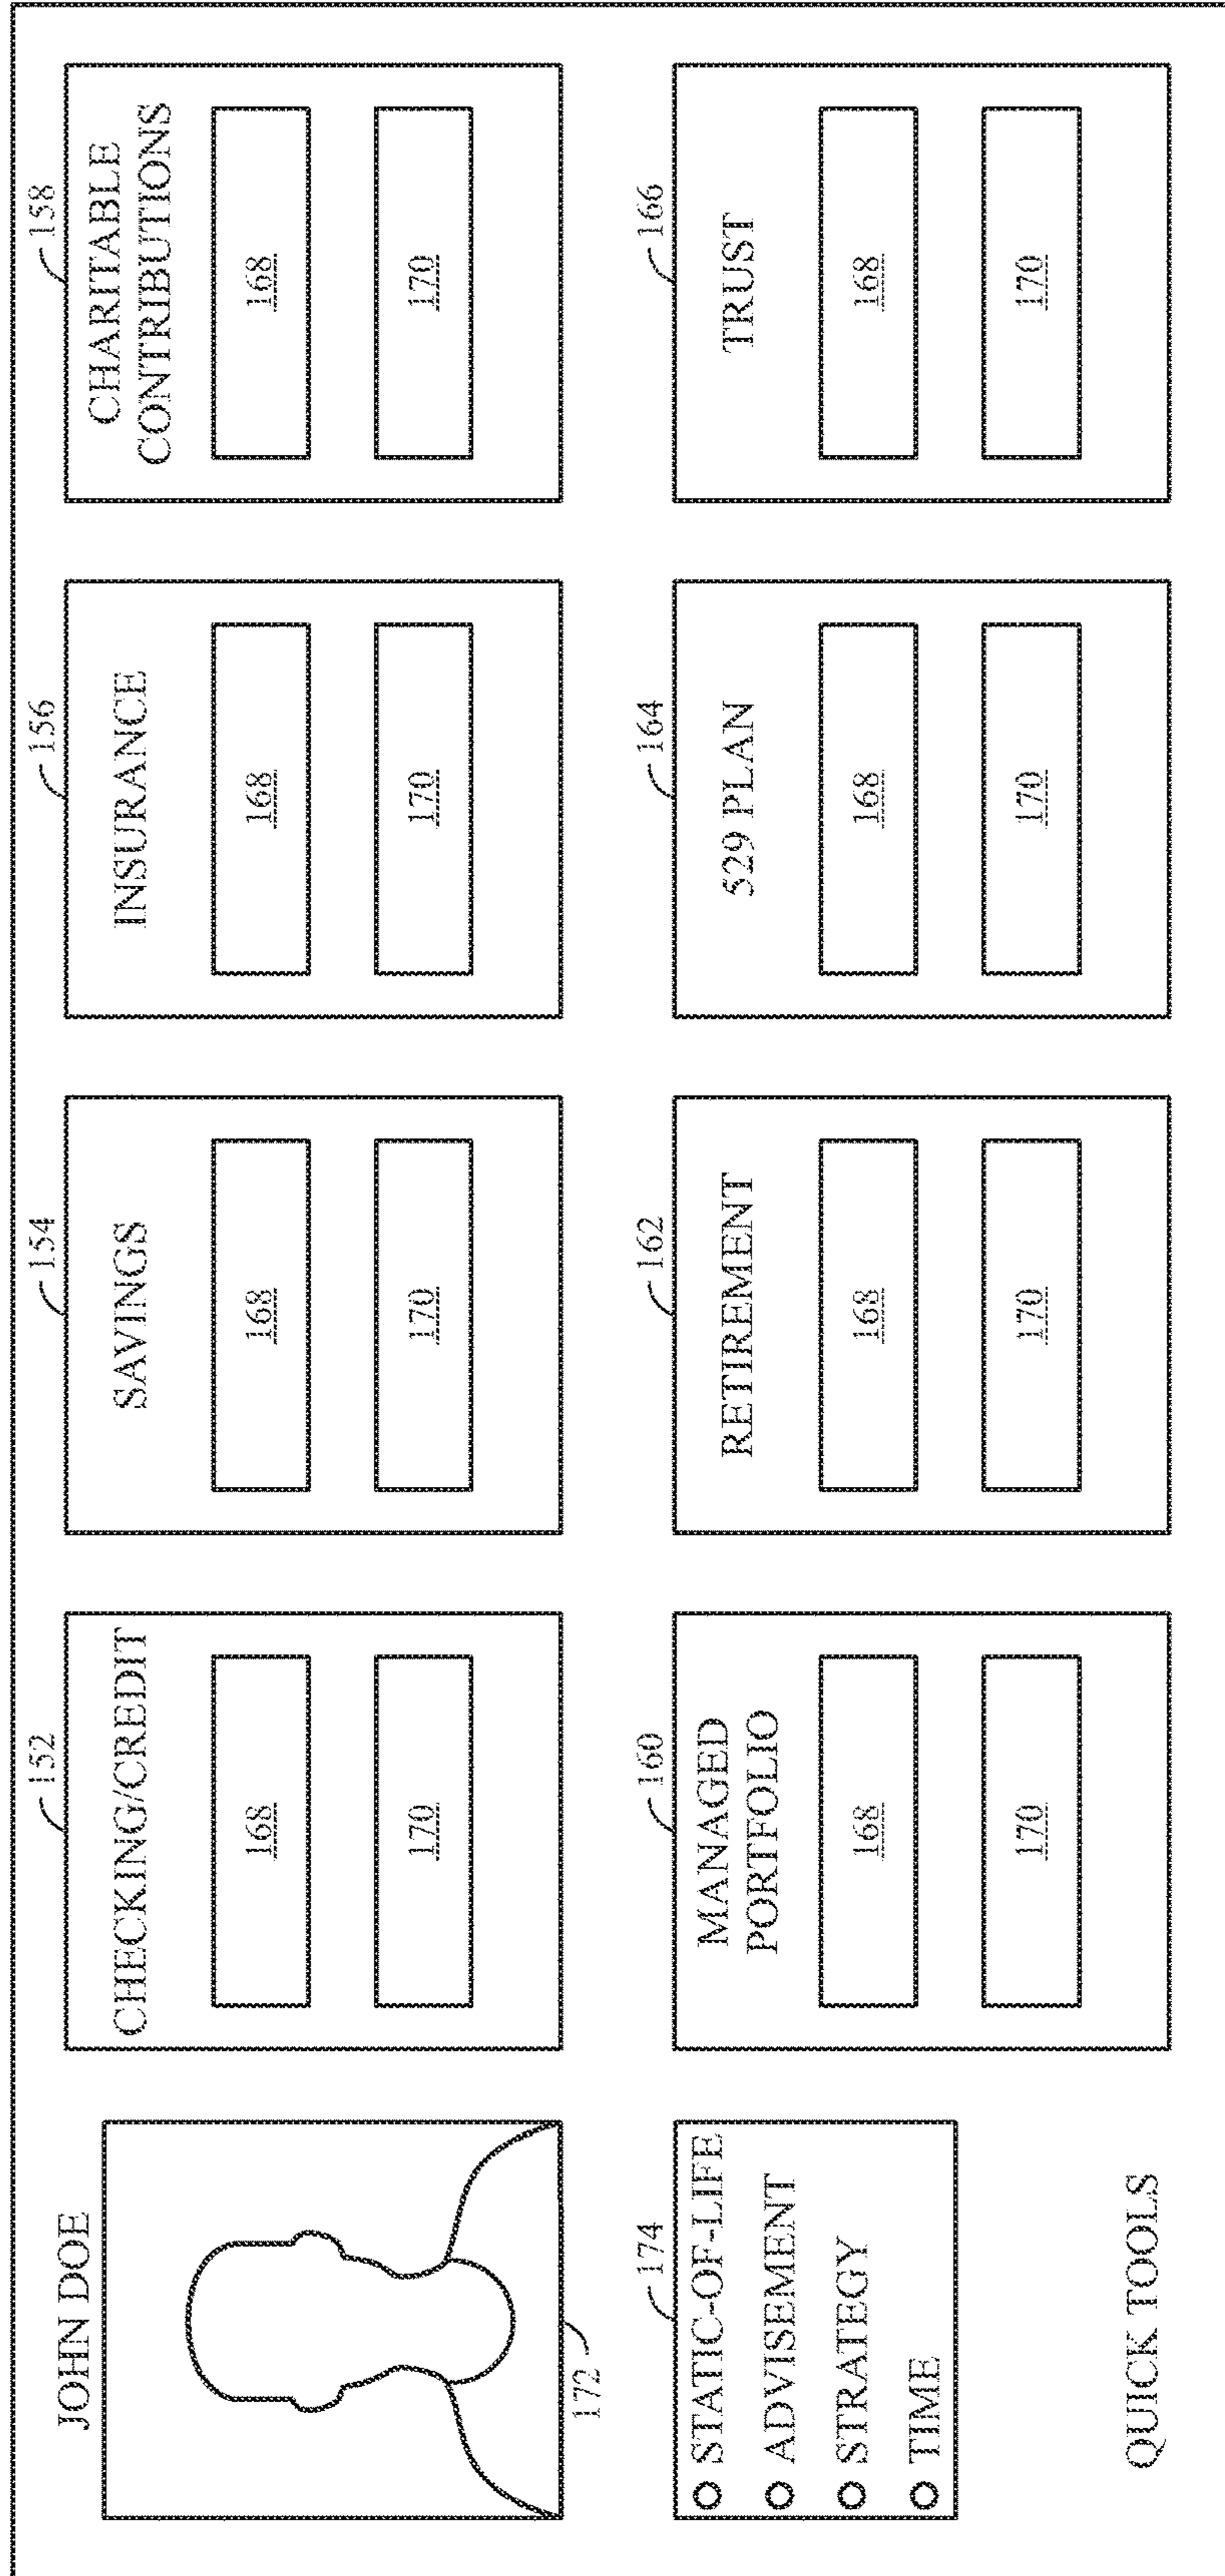 JOHN DOE
172
152
CHECKING/CREDIT
168
170
154
SAVINGS
168
170
156
INSURANCE
168
170
158
CHARITABLE
CONTRIBUTIONS
168
170
174
STATIC-OF-LIFE
ADVISEMENT
STRATEGY
TIME
160
MANAGED
PORTFOLIO
168
170
162
RETIREMENT
168
170
164
529 PLAN
168
170
166
TRUST
168
170
QUICK TOOLS